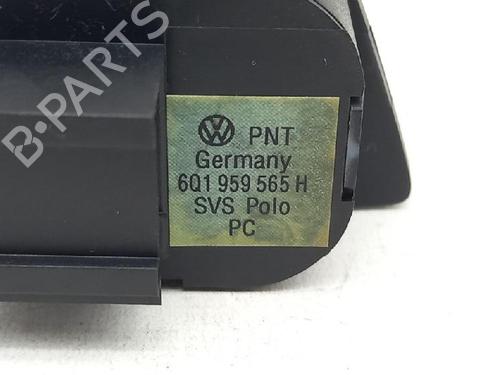 B-PARTS
PNT
Germany
6Q1 959 565 H
SVS Polo
PC